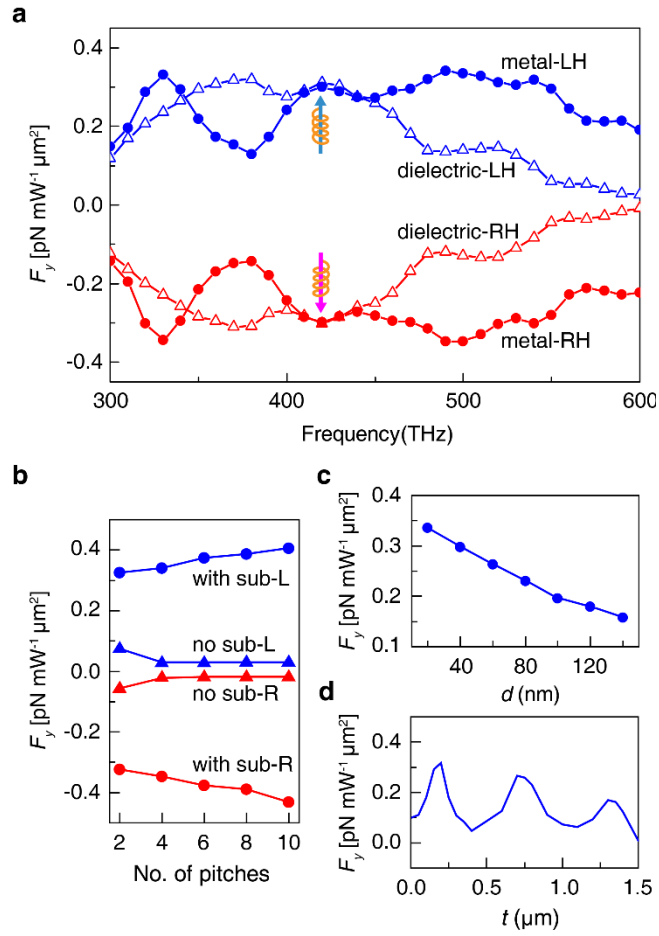 a
F_y [pN mW⁻¹ µm²]
0.4
0.2
0.0
-0.2
-0.4
metal-LH
dielectric-LH
dielectric-RH
metal-RH
300 400 500 600
Frequency(THz)
b
F_y [pN mW⁻¹ µm²]
0.4
0.2
0.0
-0.2
-0.4
with sub-L
no sub-L
no sub-R
with sub-R
2 4 6 8 10
No. of pitches
c
F_y [pN mW⁻¹ µm²]
0.4
0.3
0.2
0.1
40 80 120
d (nm)
d
F_y [pN mW⁻¹ µm²]
0.4
0.2
0.0
0.0 0.5 1.0 1.5
t (µm)